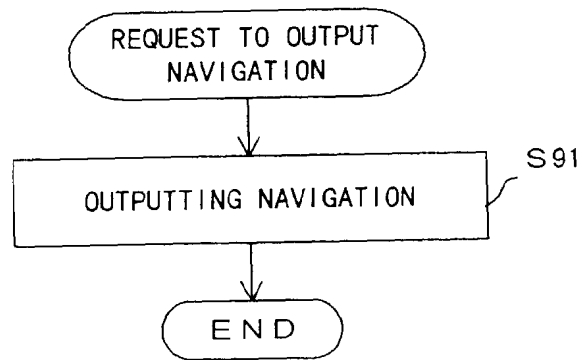 REQUEST TO OUTPUT
NAVIGATION
S91
OUTPUTTING NAVIGATION
END